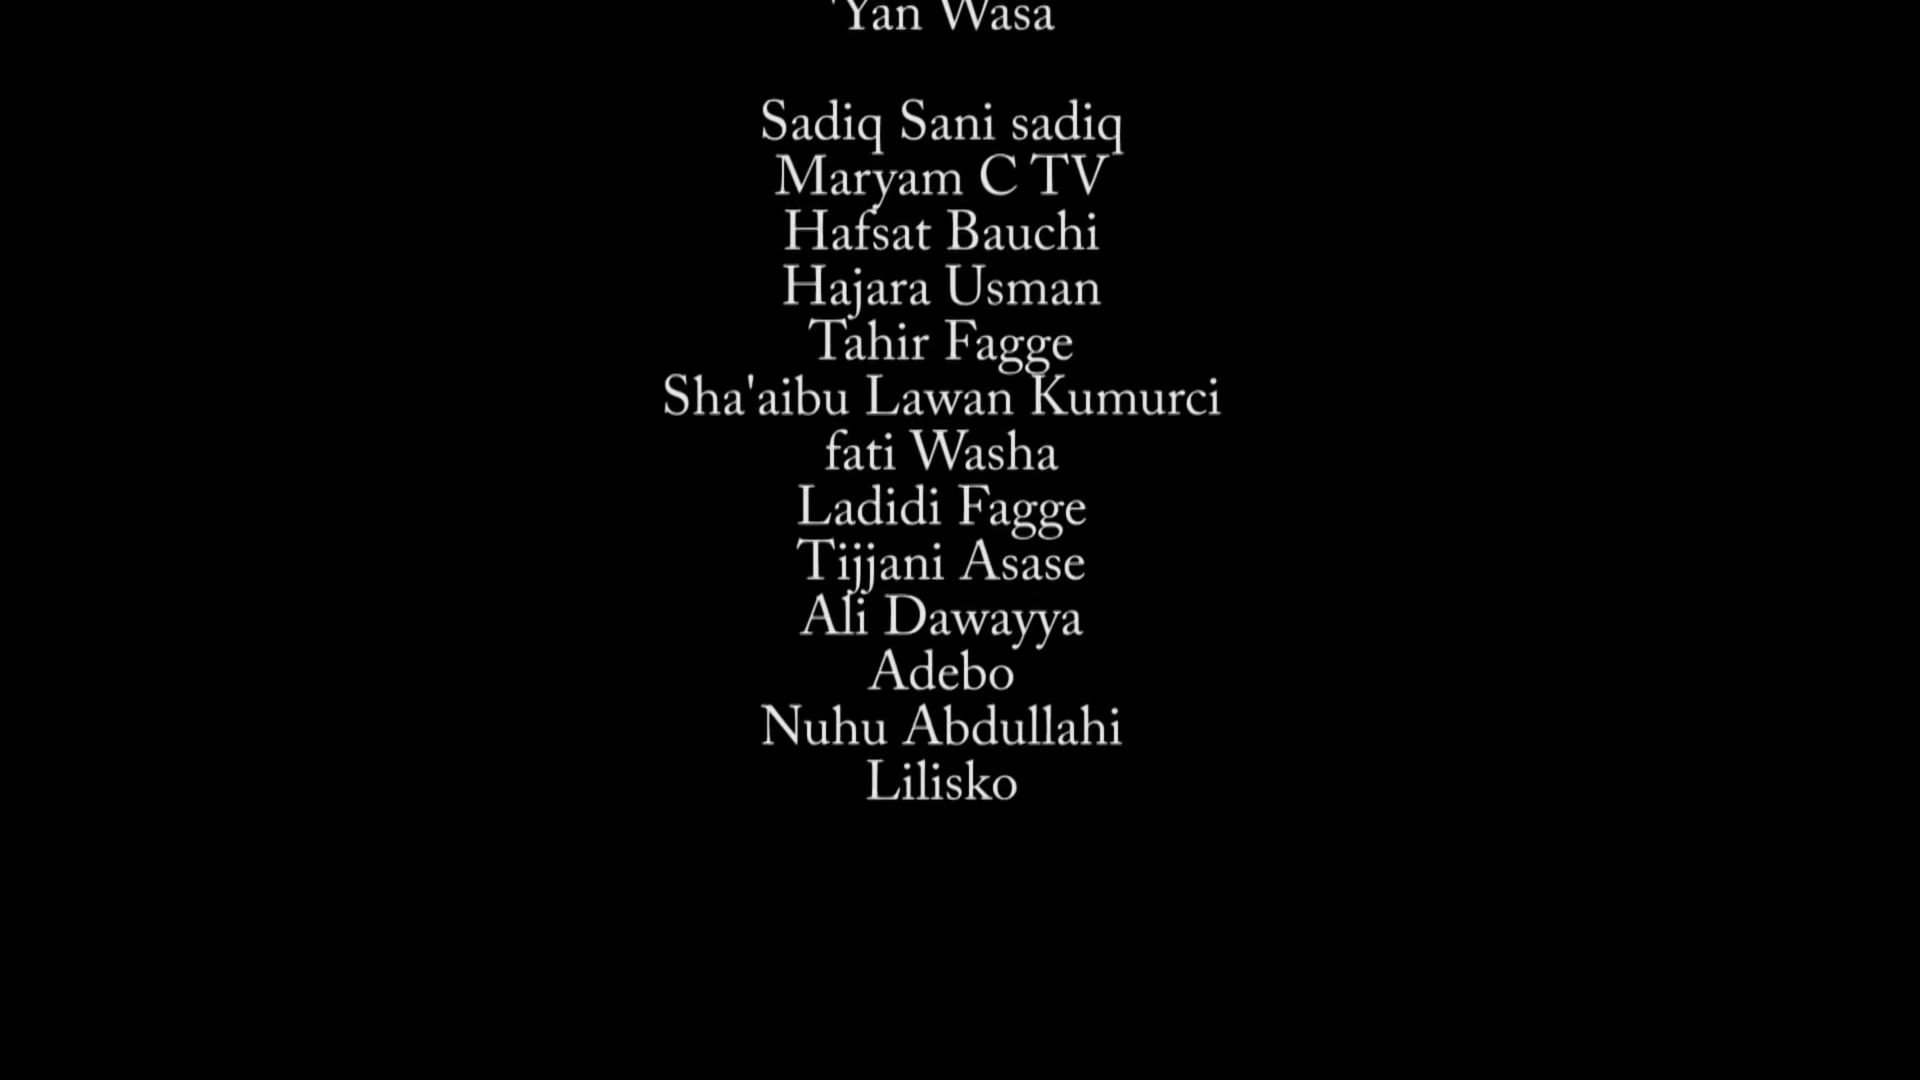 'Yan Wasa
Sadiq Sani sadiq
Maryam C TV
Hafsat Bauchi
Hajara Usman
Tahir Fagge
Sha'aibu Lawan Kumurci
fati Washa
Ladidi Fagge
Tijjani Asase
Ali Dawayya
Adebo
Nuhu Abdullahi
Lilisko